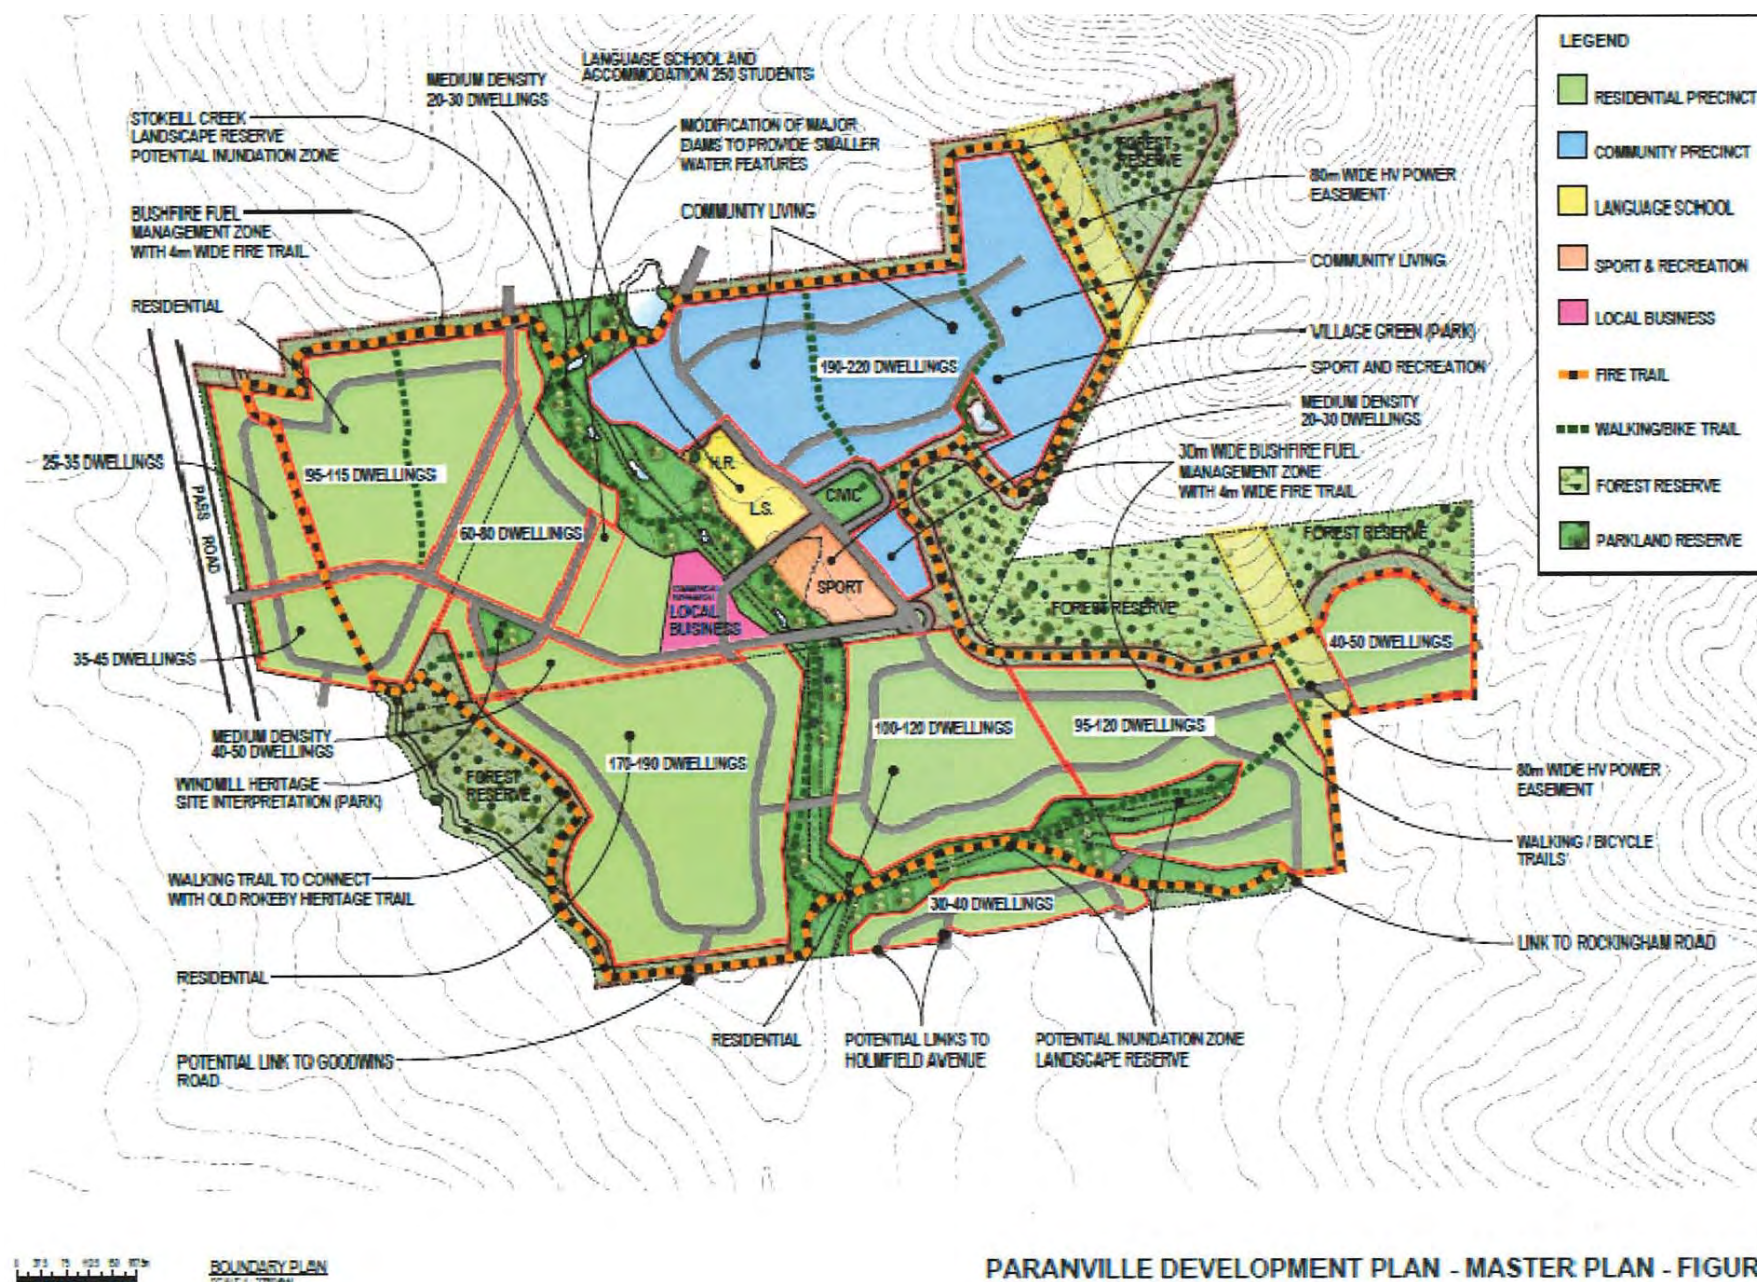 LEGEND
RESIDENTIAL PRECINCT
COMMUNITY PRECINCT
LANGUAGE SCHOOL
SPORT & RECREATION
LOCAL BUSINESS
FIRE TRAIL
WALKING/BIKE TRAIL
FOREST RESERVE
PARKLAND RESERVE
LANGUAGE SCHOOL AND
ACCOMMODATION 250 STUDENTS
MEDIUM DENSITY
20-30 DWELLINGS
STOKELL CREEK
LANDSCAPE RESERVE
POTENTIAL INUNDATION ZONE
MODIFICATION OF MAJOR
DAMS TO PROVIDE SMALLER
WATER FEATURES
BUSHFIRE FUEL
MANAGEMENT ZONE
WITH 4m WIDE FIRE TRAIL
COMMUNITY LIVING
RESIDENTIAL
FOREST
RESERVE
80m WIDE HV POWER
EASEMENT
COMMUNITY LIVING
VILLAGE GREEN (PARK)
SPORT AND RECREATION
MEDIUM DENSITY
20-30 DWELLINGS
30m WIDE BUSHFIRE FUEL
MANAGEMENT ZONE
WITH 4m WIDE FIRE TRAIL
190-220 DWELLINGS
25-35 DWELLINGS
95-115 DWELLINGS
H.R.
L.S.
CIVIC
PASS ROAD
60-80 DWELLINGS
SPORT
LOCAL
BUSINESS
FOREST RESERVE
FOREST RESERVE
40-50 DWELLINGS
35-45 DWELLINGS
MEDIUM DENSITY
40-50 DWELLINGS
170-190 DWELLINGS
100-120 DWELLINGS
95-120 DWELLINGS
WINDMILL HERITAGE
SITE INTERPRETATION (PARK)
FOREST
RESERVE
80m WIDE HV POWER
EASEMENT
WALKING / BICYCLE
TRAILS
WALKING TRAIL TO CONNECT
WITH OLD ROKEBY HERITAGE TRAIL
30-40 DWELLINGS
LINK TO ROCKINGHAM ROAD
RESIDENTIAL
RESIDENTIAL
POTENTIAL LINKS TO
HOLMFIELD AVENUE
POTENTIAL INUNDATION ZONE
LANDSCAPE RESERVE
POTENTIAL LINK TO GOODWINS
ROAD
BOUNDARY PLAN
PARANVILLE DEVELOPMENT PLAN - MASTER PLAN - FIGUR